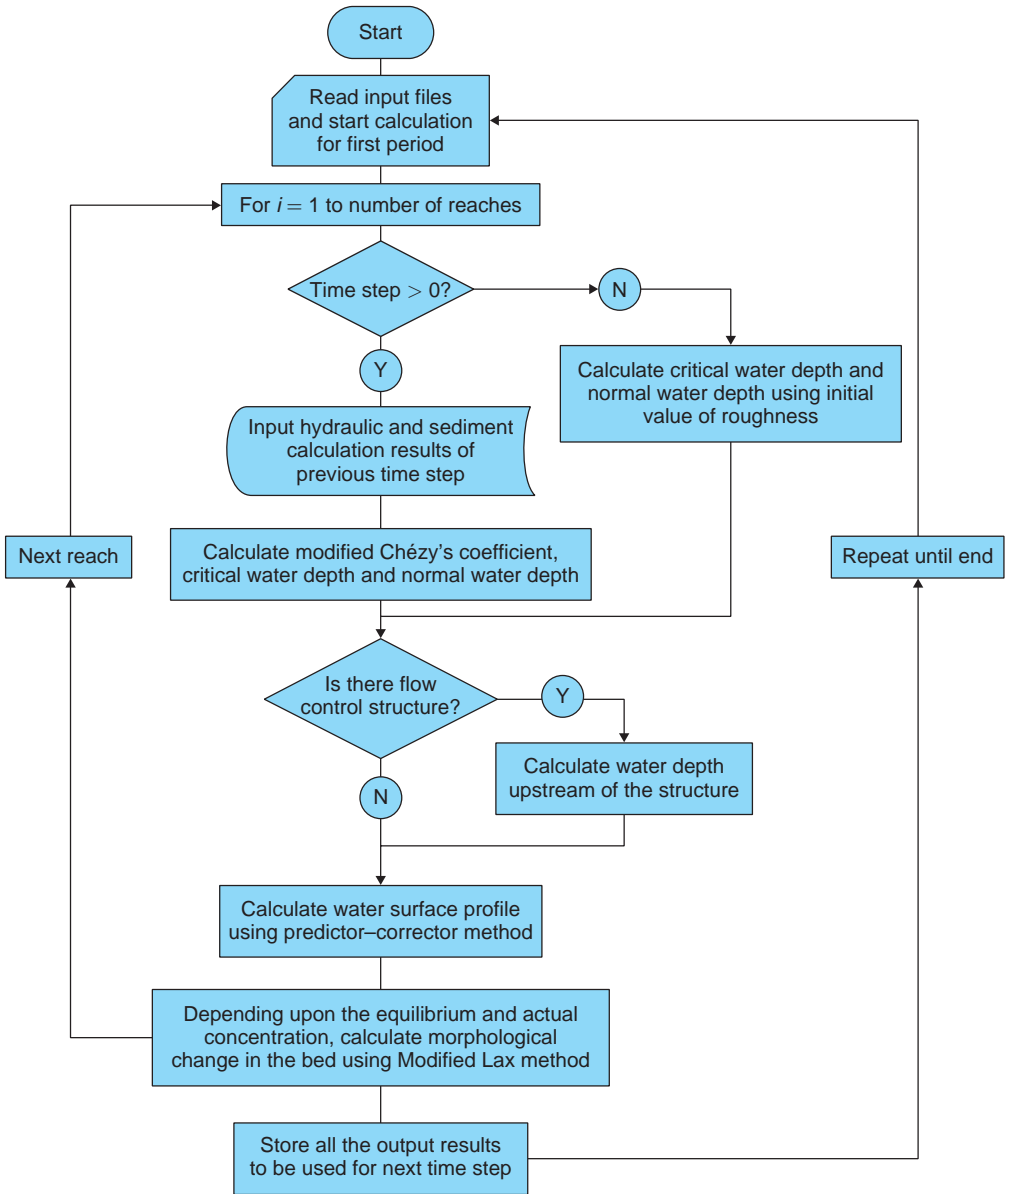 Start
Read input files
and start calculation
for first period
For i = 1 to number of reaches
Time step > 0?
N
Y
Calculate critical water depth and
normal water depth using initial
value of roughness
Input hydraulic and sediment
calculation results of
previous time step
Next reach
Calculate modified Chézy's coefficient,
critical water depth and normal water depth
Repeat until end
Is there flow
control structure?
Y
Calculate water depth
upstream of the structure
N
Calculate water surface profile
using predictor–corrector method
Depending upon the equilibrium and actual
concentration, calculate morphological
change in the bed using Modified Lax method
Store all the output results
to be used for next time step